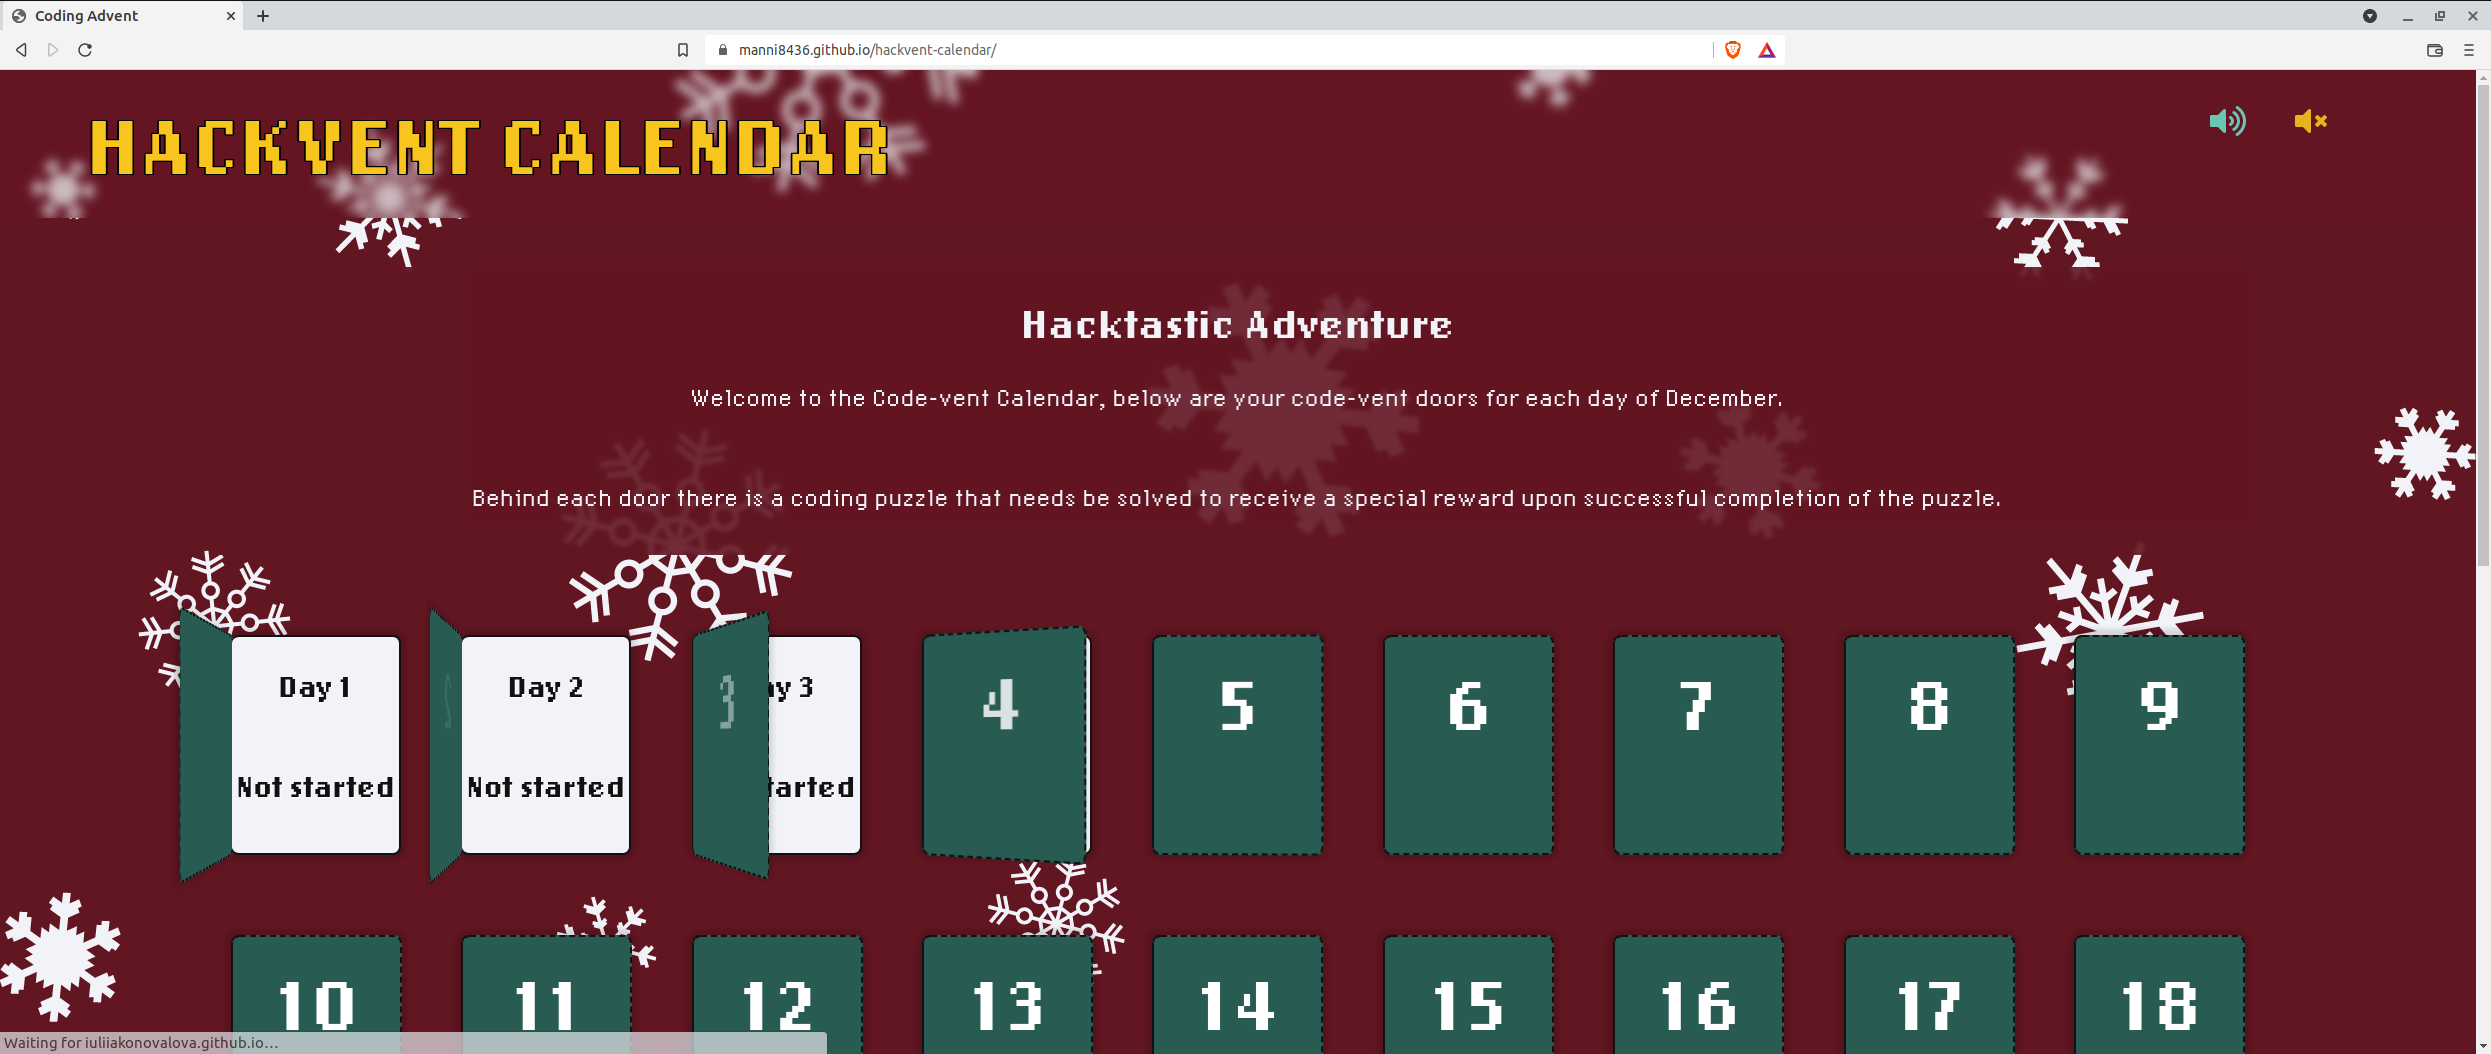 Coding Advent
manni8436.github.io/hackvent-calendar/
HACKVENT CALENDAR
Hacktastic Adventure
Welcome to the Code-vent Calendar, below are your code-vent doors for each day of December.
Behind each door there is a coding puzzle that needs be solved to receive a special reward upon successful completion of the puzzle.
Day 1
Not started
2
Day 2
Not started
3
ay 3
tarted
4
5
6
7
8
9
10
11
12
13
14
15
16
17
18
Waiting for iuliiakonovalova.github.io...